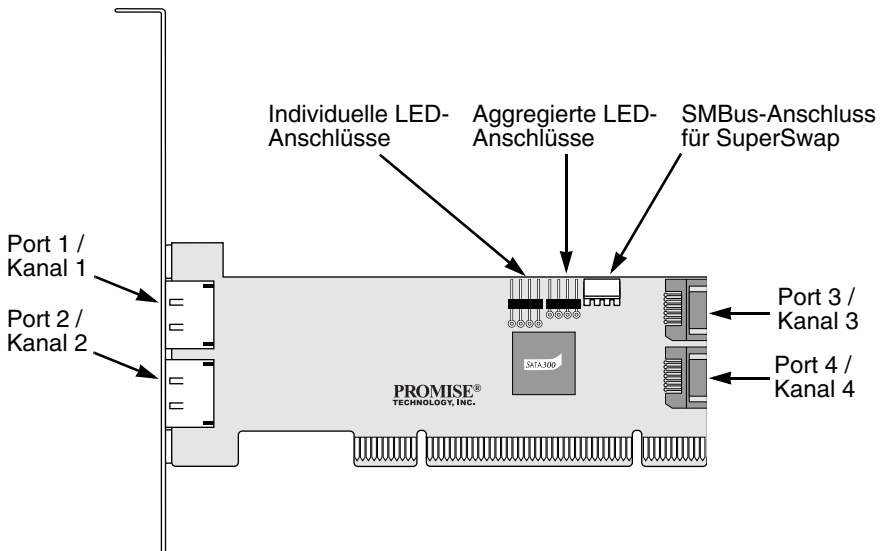 Individuelle LED-
Anschlüsse
Aggregierte LED-
Anschlüsse
SMBus-Anschluss
für SuperSwap
Port 1 /
Kanal 1
Port 2 /
Kanal 2
Port 3 /
Kanal 3
Port 4 /
Kanal 4
SATA300
PROMISE®
TECHNOLOGY, INC.